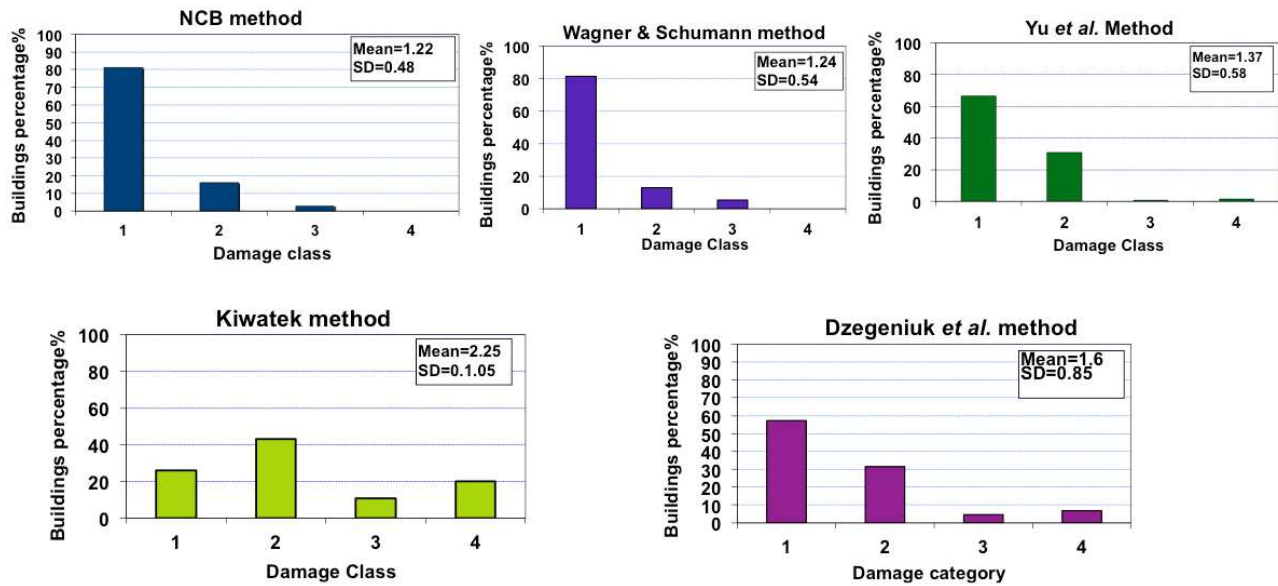 NCB method
Buildings percentage%
100
90
80
70
60
50
40
30
20
10
0
Mean=1.22
SD=0.48
1 2 3 4
Damage class
Wagner & Schumann method
Buildings percentage%
100
80
60
40
20
0
Mean=1.24
SD=0.54
1 2 3 4
Damage Class
Yu et al. Method
Buildings percentage%
100
80
60
40
20
0
Mean=1.37
SD=0.58
1 2 3 4
Damage Class
Kiwatek method
Buildings percentage%
100
80
60
40
20
0
Mean=2.25
SD=0.1.05
1 2 3 4
Damage Class
Dzegeniuk et al. method
Buildings percentage%
100
90
80
70
60
50
40
30
20
10
0
Mean=1.6
SD=0.85
1 2 3 4
Damage category